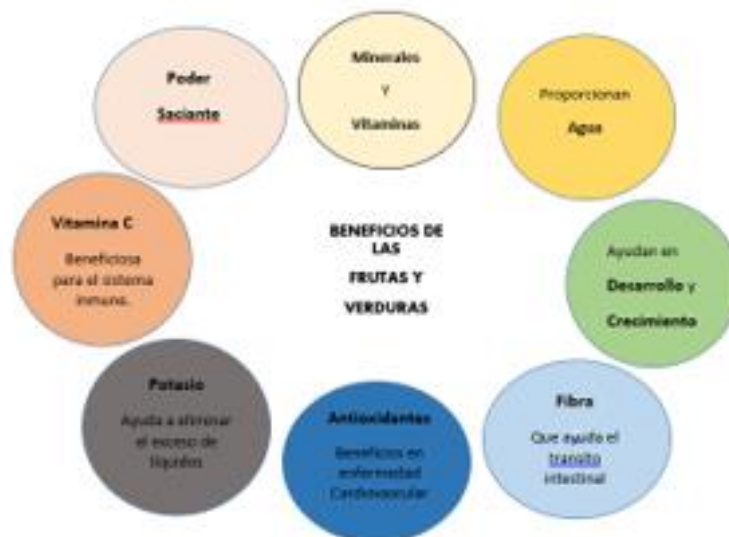 Minerales
Y
Vitaminas
Proporcionan
Agua
Ayudan en
Desarrollo y
Crecimiento
Fibra
Que ayuda el
transito
intestinal
Antioxidantes
Beneficios en
enfermedad
Cardiovascular
Potasio
Ayuda a eliminar
el exceso de
líquidos
Vitamina C
Beneficiosa
para el sistema
inmune.
Poder
Saciante
BENEFICIOS DE
LAS
FRUTAS Y
VERDURAS